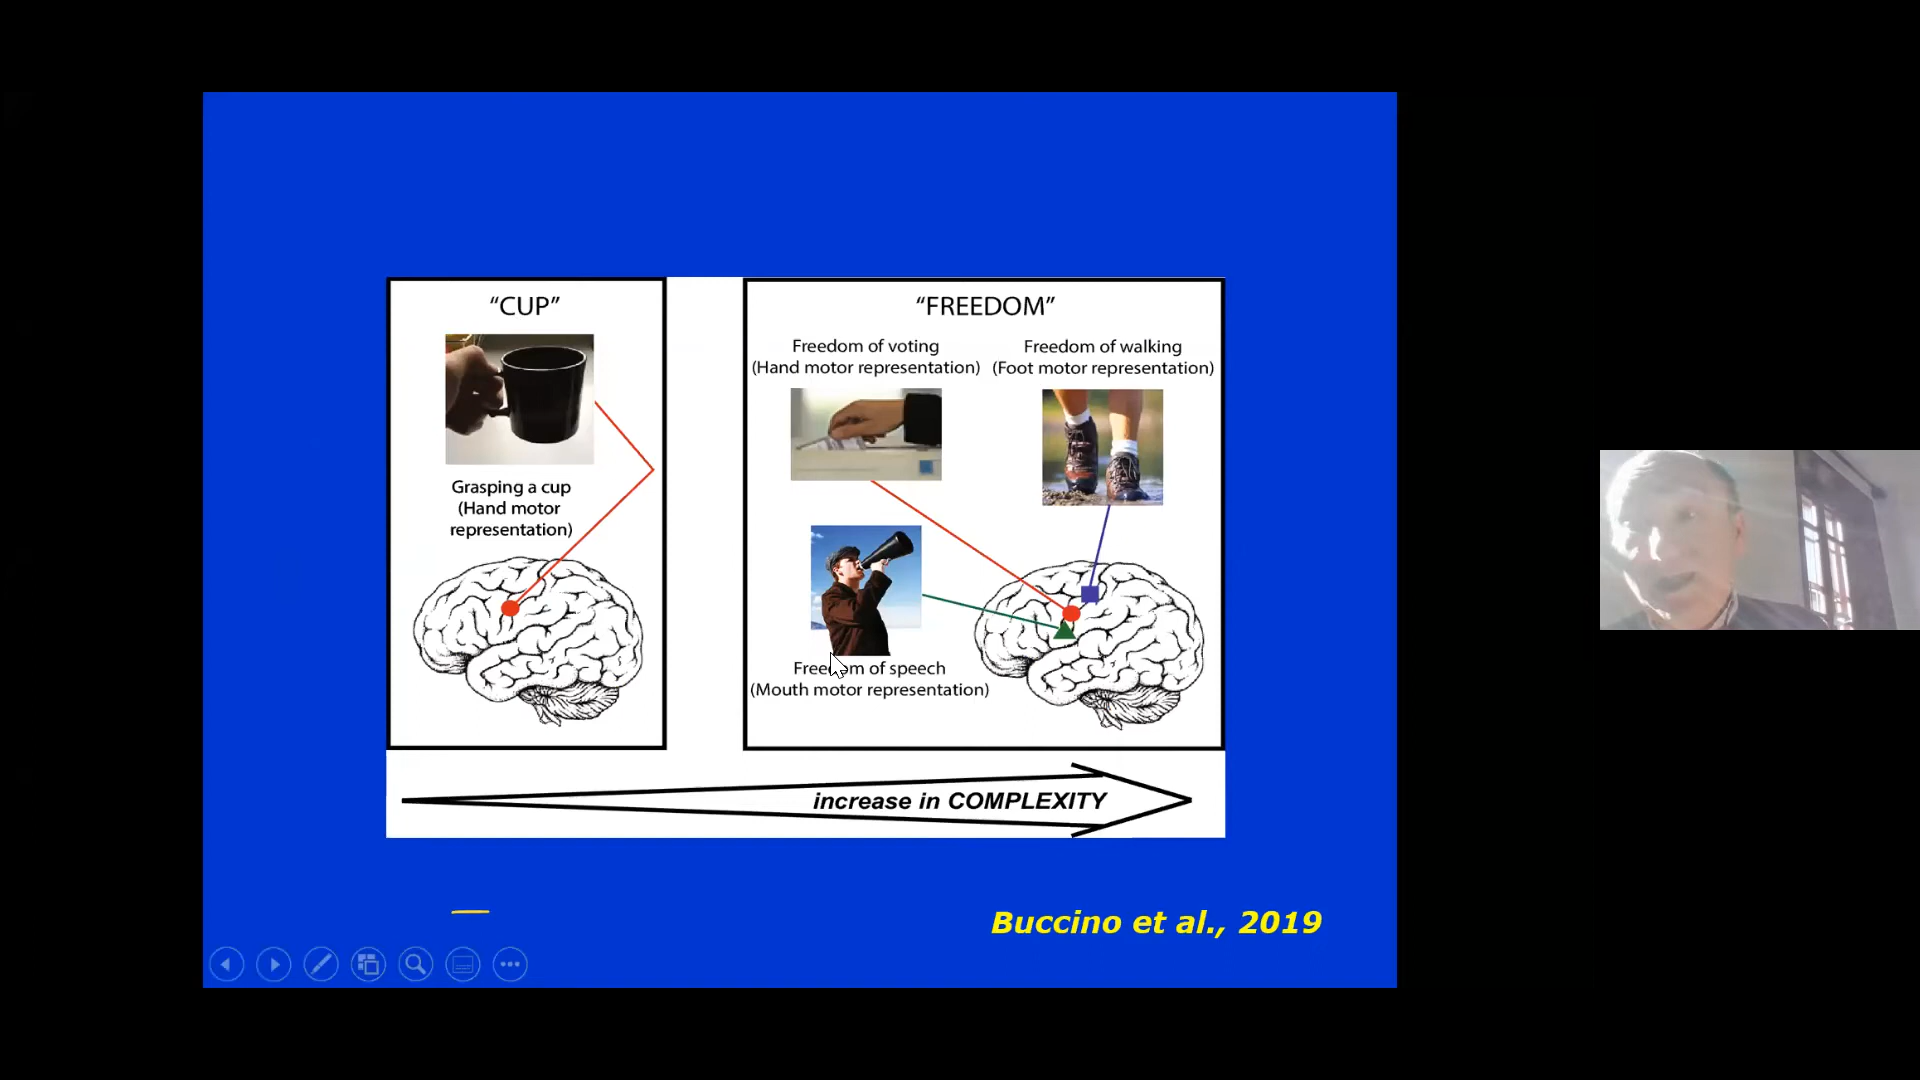 “CUP”
Grasping a cup
(Hand motor
representation)
“FREEDOM”
Freedom of voting
(Hand motor representation)
Freedom of walking
(Foot motor representation)
Freedom of speech
(Mouth motor representation)
increase in COMPLEXITY
Buccino et al., 2019